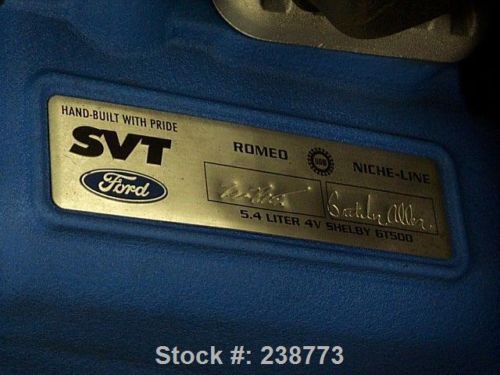 HAND-BUILT WITH PRIDE
SVT
Ford
ROMEO
NICHE-LINE
5.4 LITER 4V SHELBY GT500
Stock #: 238773